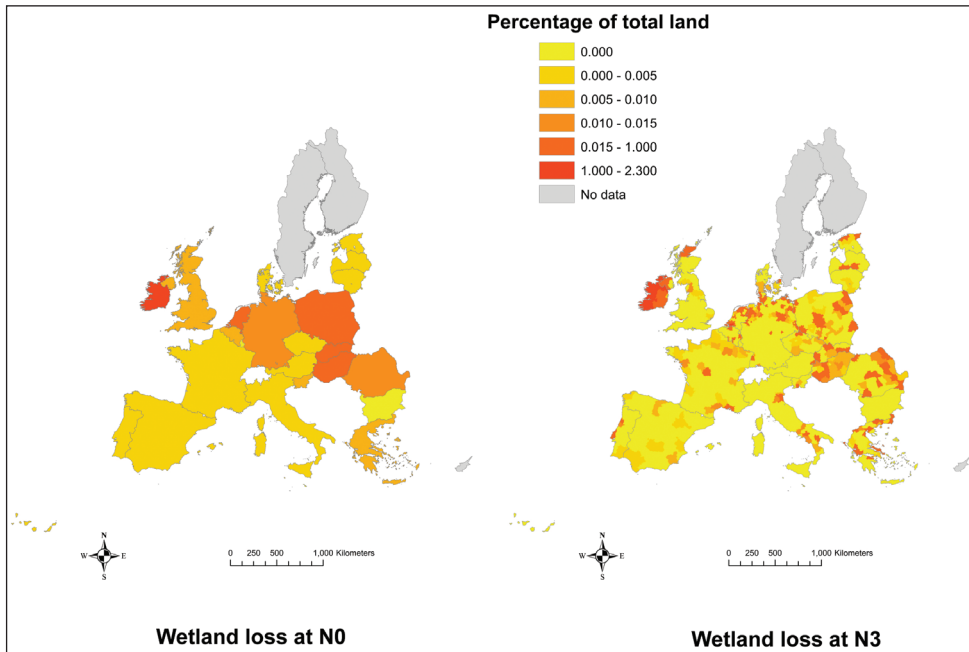 Percentage of total land
0.000
0.000 - 0.005
0.005 - 0.010
0.010 - 0.015
0.015 - 1.000
1.000 - 2.300
No data
N
W E
S
0 250 500 1,000 Kilometers
N
W E
S
0 250 500 1,000 Kilometers
Wetland loss at N0
Wetland loss at N3